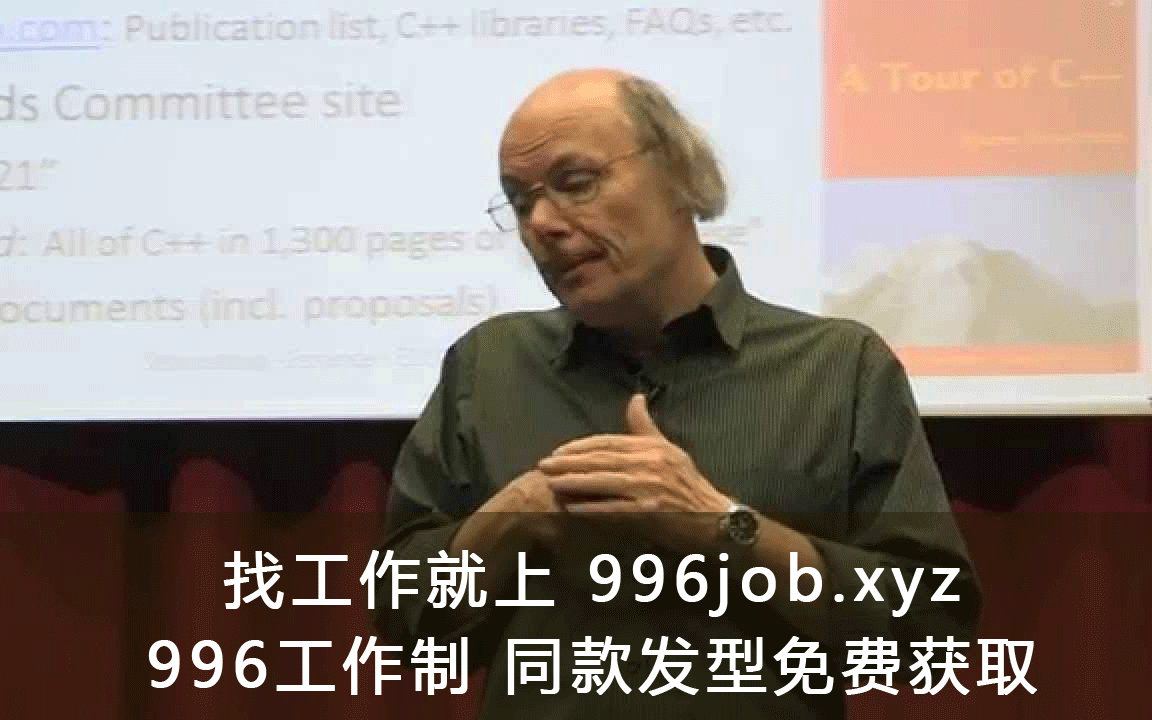 .com: Publication list, C++ libraries, FAQs, etc.
ds Committee site
21"
d: All of C++ in 1,300 pages of
ocuments (incl. proposals)
A Tour of C++
找工作就上 996job.xyz
996工作制 同款发型免费获取